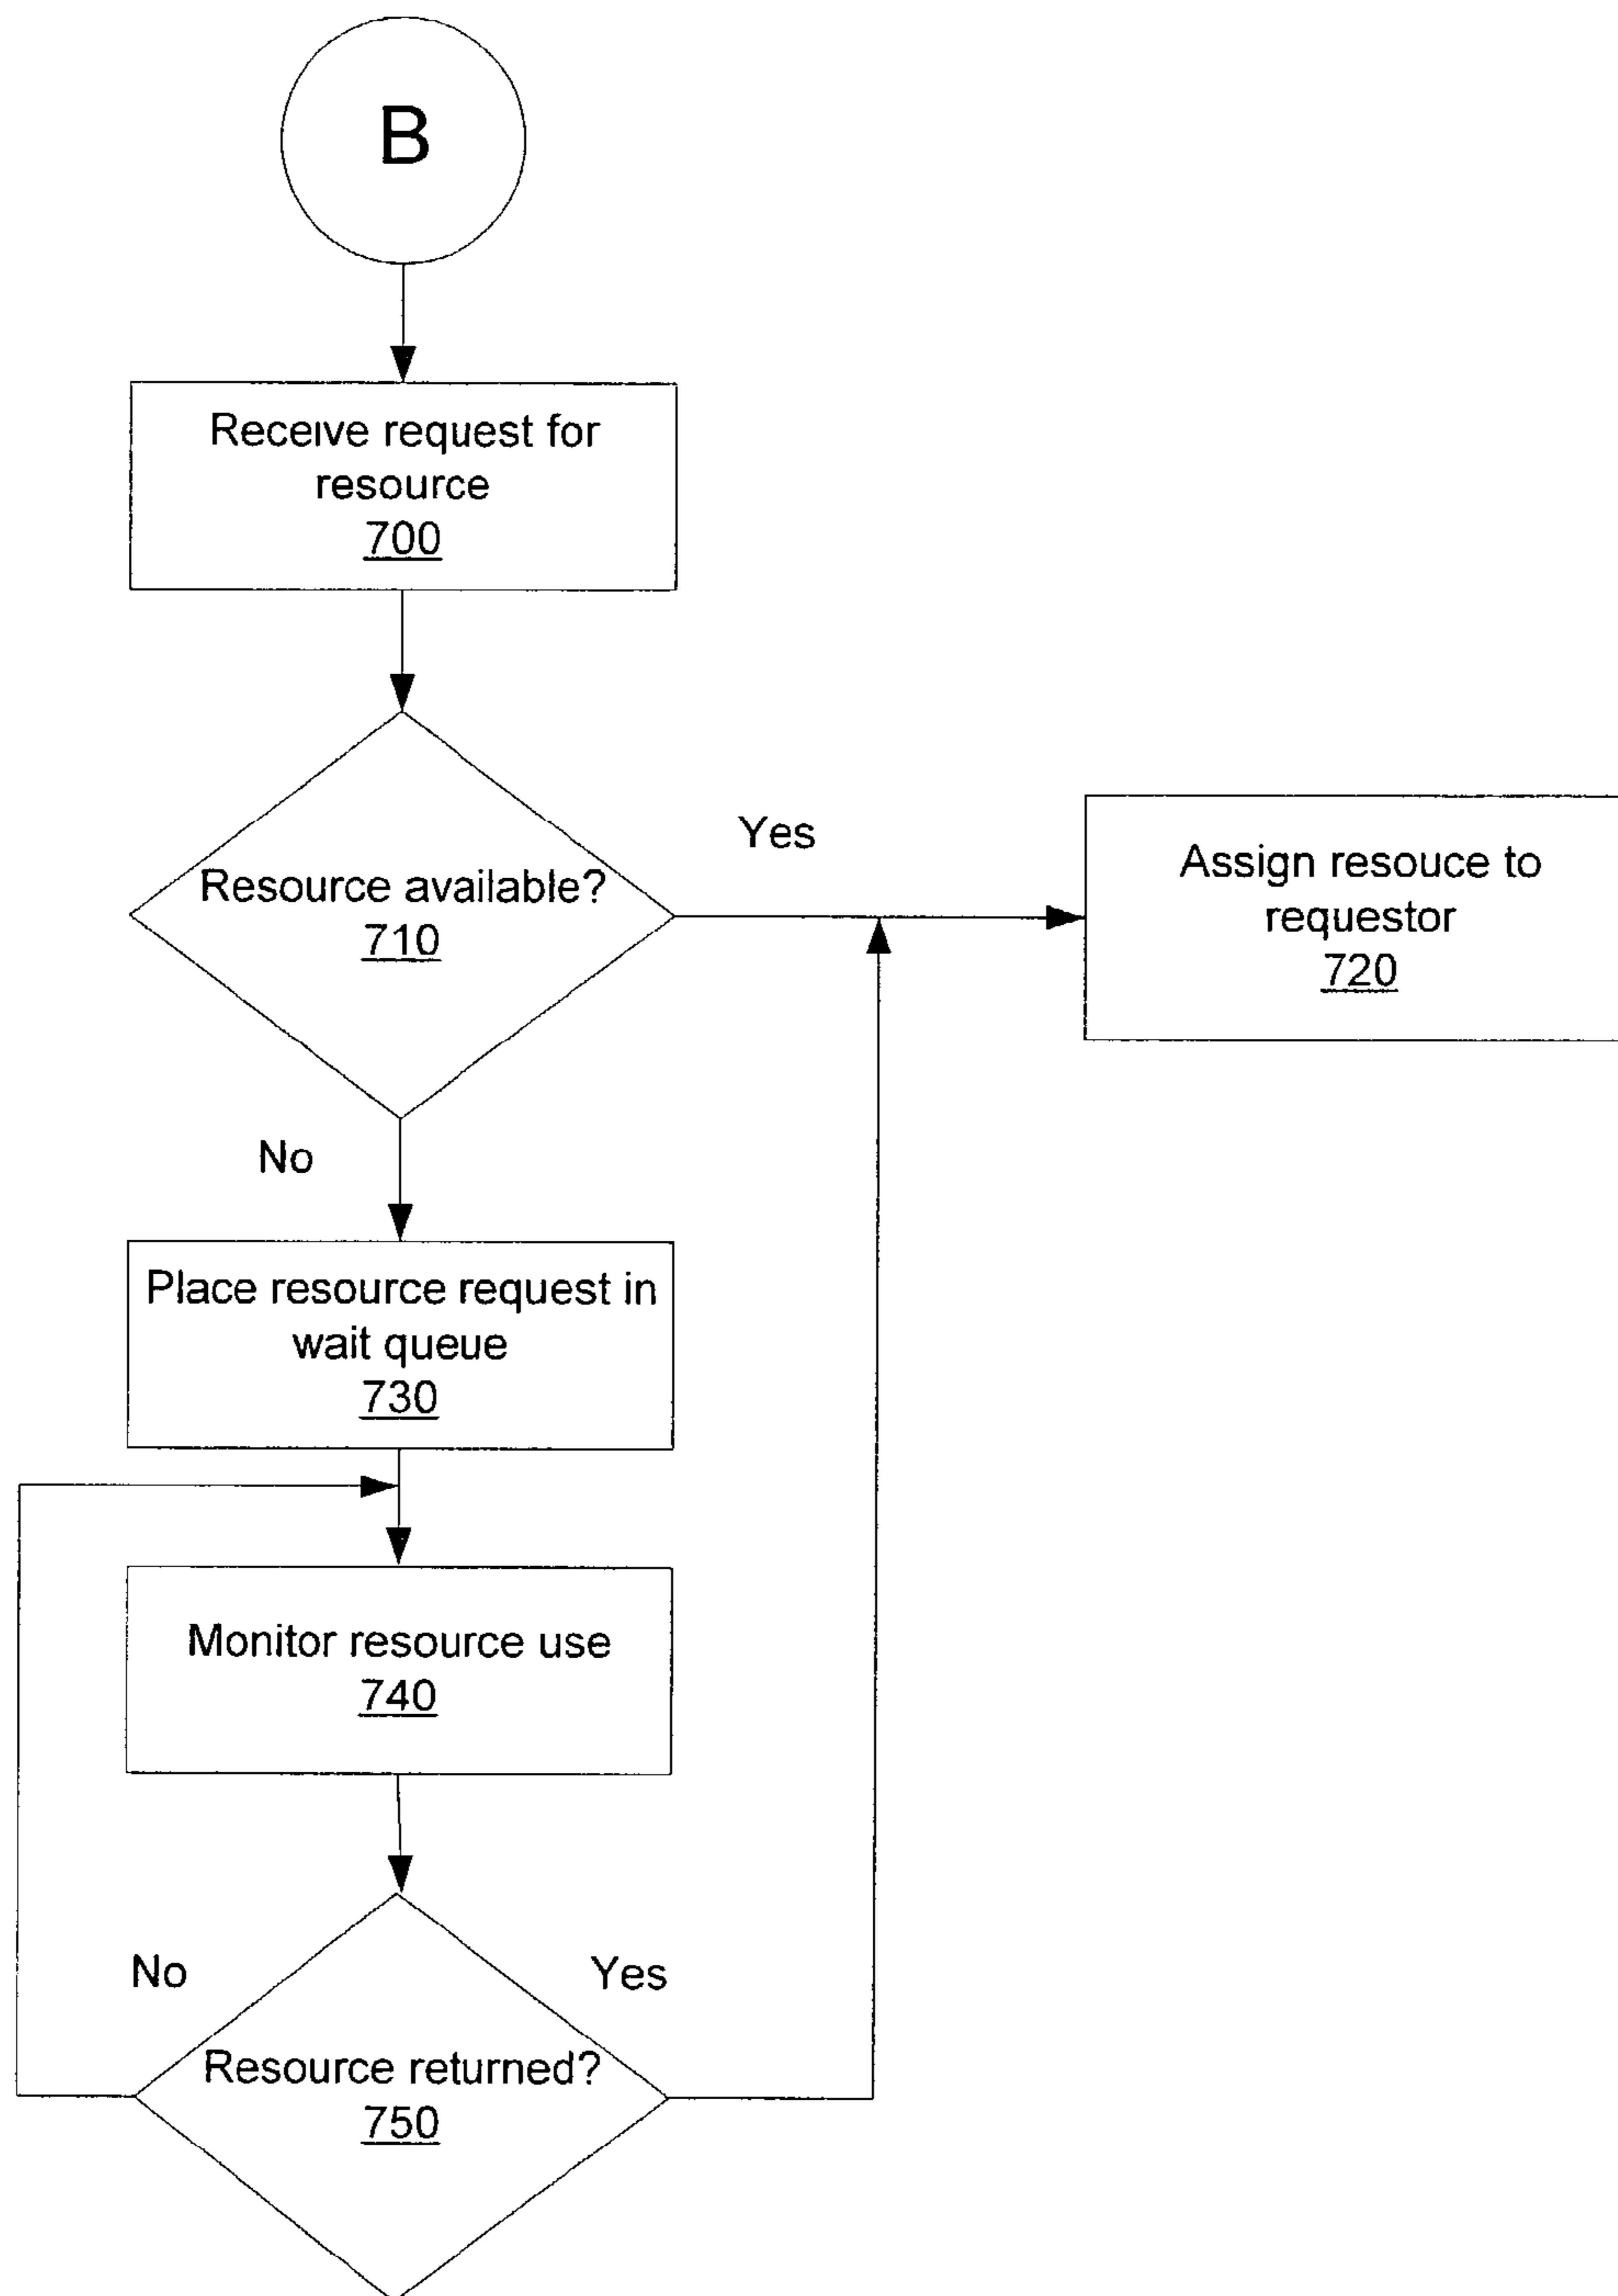 B
Receive request for
resource
700
Resource available?
710
Yes
Assign resouce to
requestor
720
No
Place resource request in
wait queue
730
Monitor resource use
740
No
Yes
Resource returned?
750